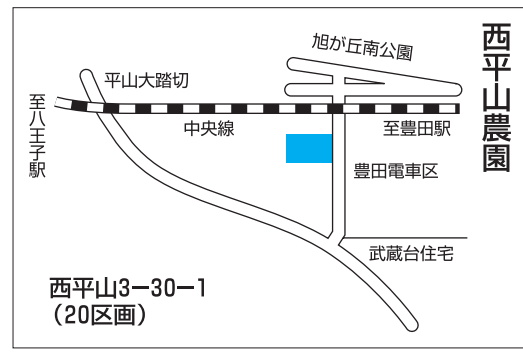 西平山農園
旭が丘南公園
平山大踏切
至八王子駅
中央線
至豊田駅
豊田電車区
武蔵台住宅
西平山3-30-1
（20区画）